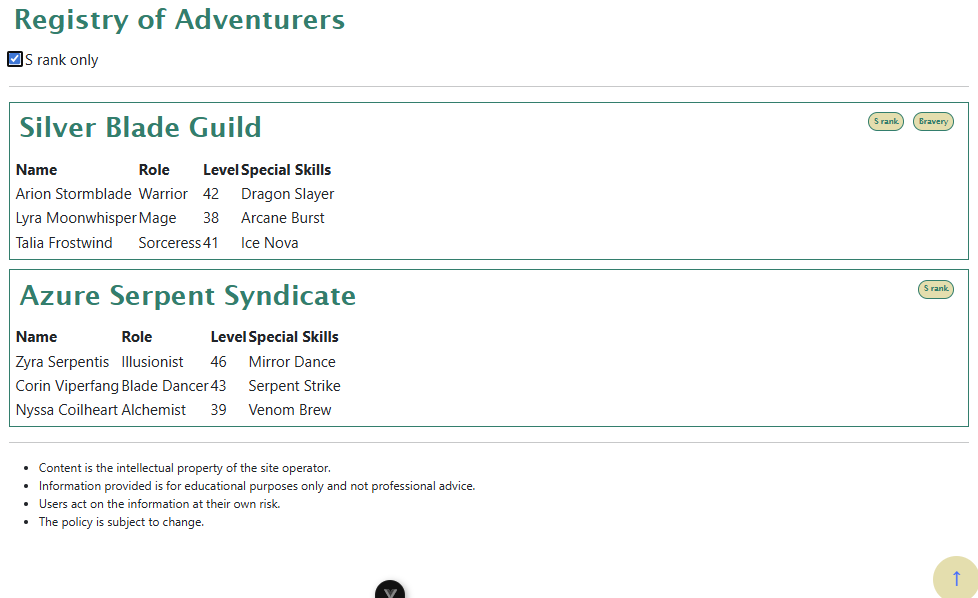 Registry of Adventurers
S rank only
Silver Blade Guild
S rank Bravery
Name Role Level Special Skills
Arion Stormblade Warrior 42 Dragon Slayer
Lyra Moonwhisper Mage 38 Arcane Burst
Talia Frostwind Sorceress 41 Ice Nova
Azure Serpent Syndicate
S rank
Name Role Level Special Skills
Zyra Serpentis Illusionist 46 Mirror Dance
Corin Viperfang Blade Dancer 43 Serpent Strike
Nyssa Coilheart Alchemist 39 Venom Brew
Content is the intellectual property of the site operator.
Information provided is for educational purposes only and not professional advice.
Users act on the information at their own risk.
The policy is subject to change.
↑